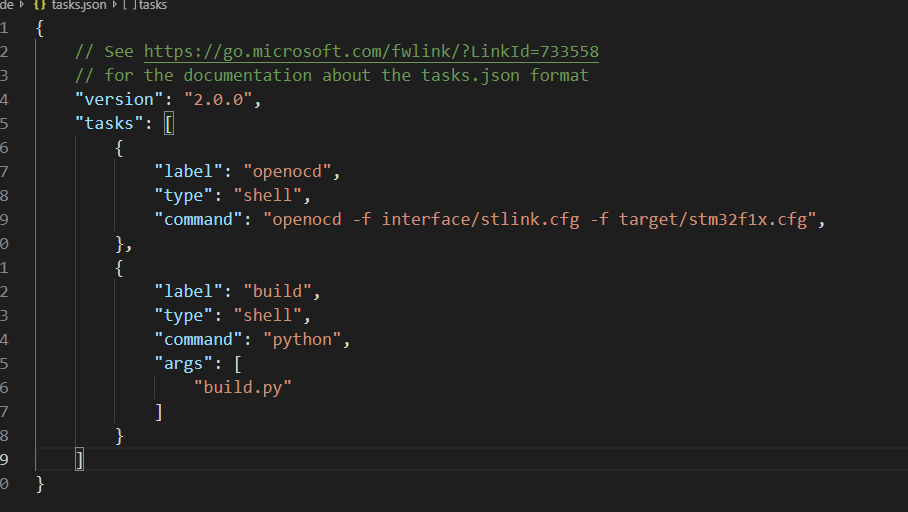 de > {} tasks.json > [ ] tasks
1 {
2 // See https://go.microsoft.com/fwlink/?LinkId=733558
3 // for the documentation about the tasks.json format
4 "version": "2.0.0",
5 "tasks": [
6 {
7 "label": "openocd",
8 "type": "shell",
9 "command": "openocd -f interface/stlink.cfg -f target/stm32f1x.cfg",
0 },
1 {
2 "label": "build",
3 "type": "shell",
4 "command": "python",
5 "args": [
6 "build.py"
7 ]
8 }
9 ]
0 }